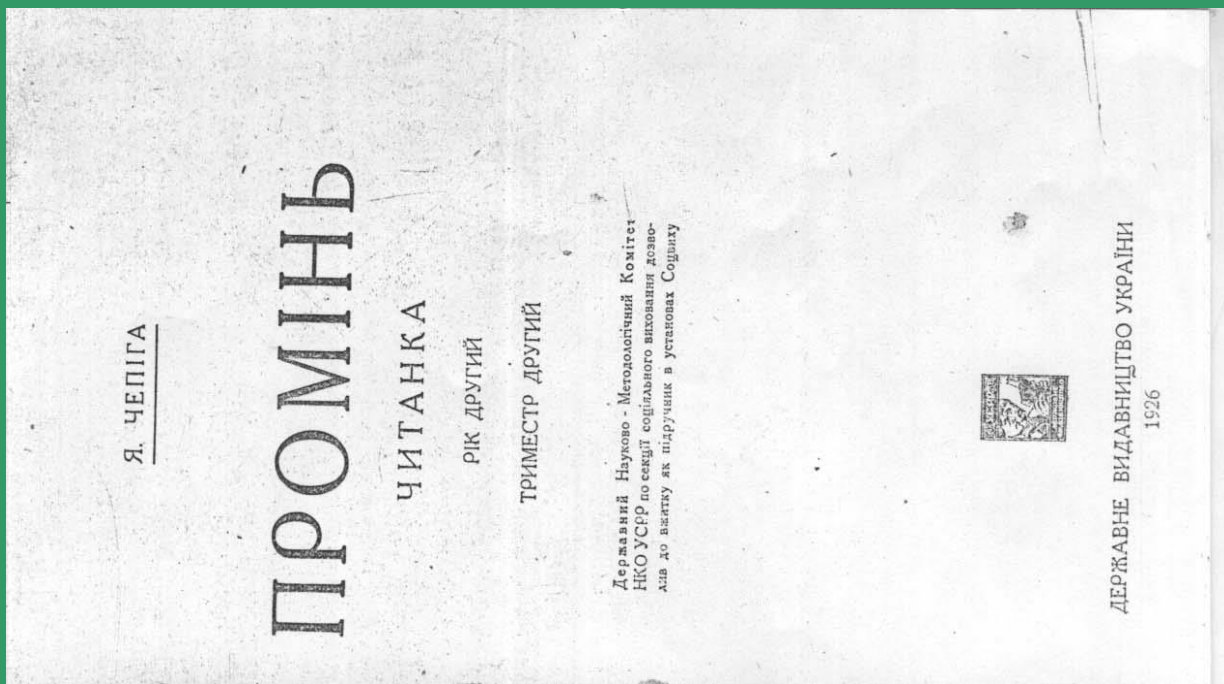 Я. ЧЕПІГА
ПРОМІНЬ
ЧИТАНКА
РІК ДРУГИЙ
ТРИМЕСТР ДРУГИЙ
Державний Науково - Методологічний Комітет
НКО УСРР по секції соціяльного виховання дозво-
лив до вжитку як підручник в установах Соцвиху
ДЕРЖАВНЕ ВИДАВНИЦТВО УКРАЇНИ
1926